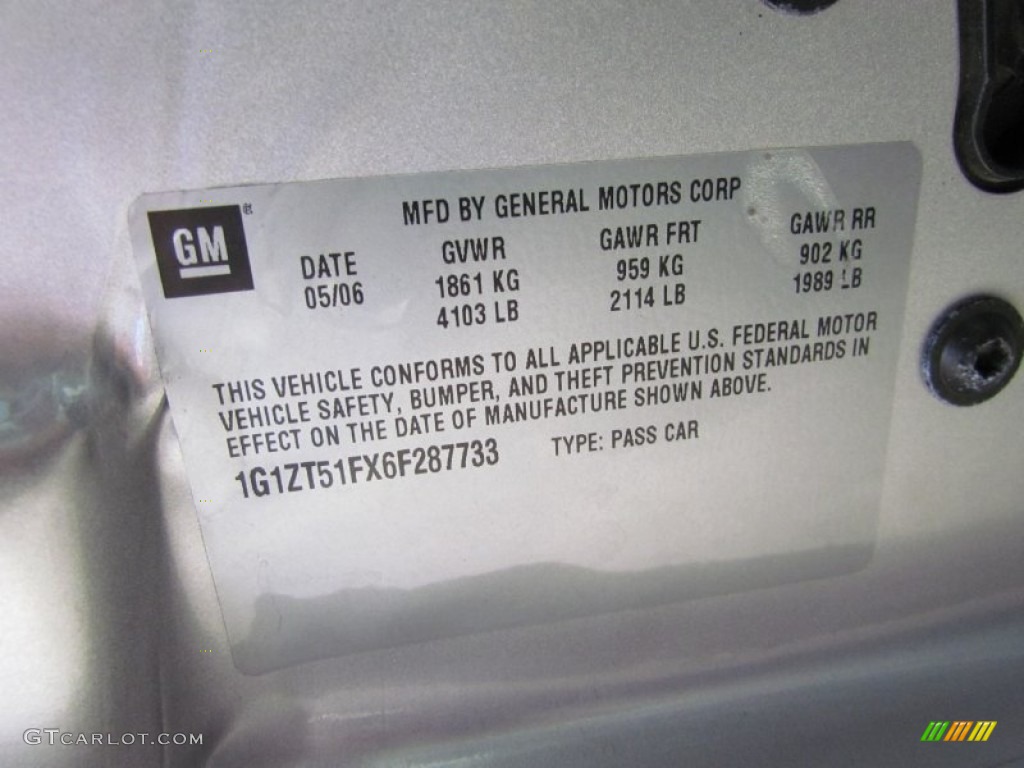 GM®
MFD BY GENERAL MOTORS CORP
DATE GVWR GAWR FRT GAWR RR
05/06 1861 KG 959 KG 902 KG
4103 LB 2114 LB 1989 LB
THIS VEHICLE CONFORMS TO ALL APPLICABLE U.S. FEDERAL MOTOR
VEHICLE SAFETY, BUMPER, AND THEFT PREVENTION STANDARDS IN
EFFECT ON THE DATE OF MANUFACTURE SHOWN ABOVE.
1G1ZT51FX6F287733 TYPE: PASS CAR
GTCARLOT.COM